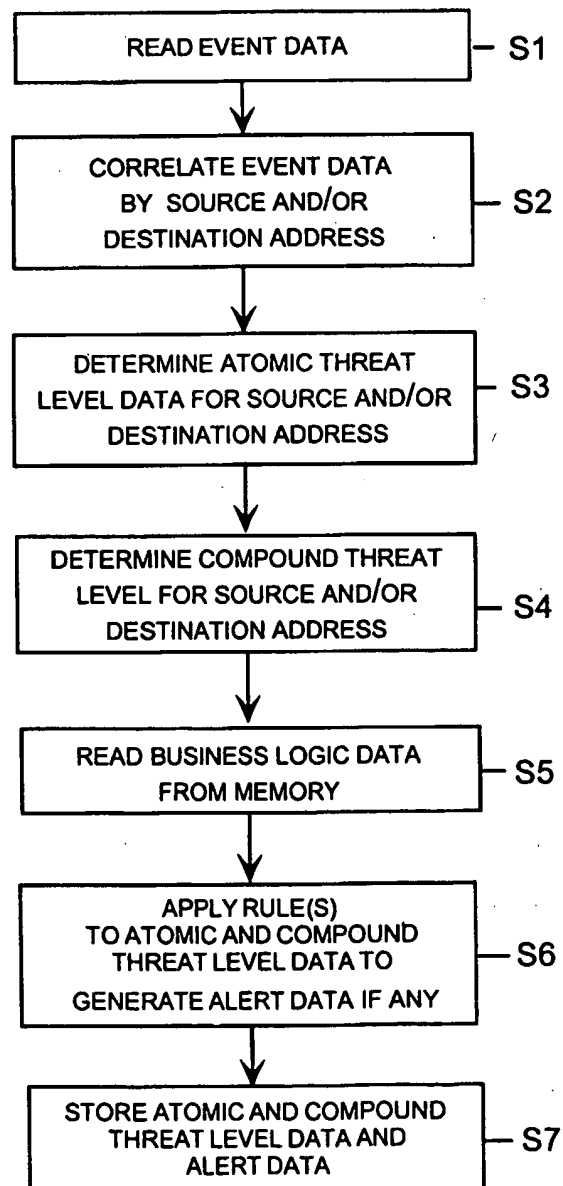 READ EVENT DATA
S1
CORRELATE EVENT DATA
BY SOURCE AND/OR
DESTINATION ADDRESS
S2
DETERMINE ATOMIC THREAT
LEVEL DATA FOR SOURCE AND/OR
DESTINATION ADDRESS
S3
DETERMINE COMPOUND THREAT
LEVEL FOR SOURCE AND/OR
DESTINATION ADDRESS
S4
READ BUSINESS LOGIC DATA
FROM MEMORY
S5
APPLY RULE(S)
TO ATOMIC AND COMPOUND
THREAT LEVEL DATA TO
GENERATE ALERT DATA IF ANY
S6
STORE ATOMIC AND COMPOUND
THREAT LEVEL DATA AND
ALERT DATA
S7